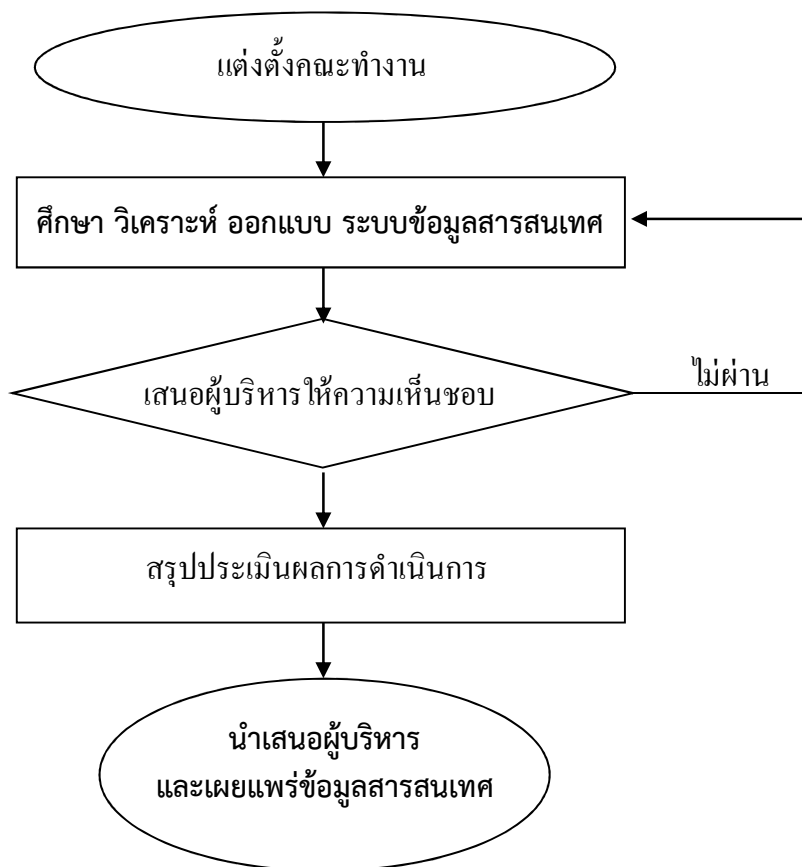 แต่งตั้งคณะทำงาน
ศึกษา วิเคราะห์ ออกแบบ ระบบข้อมูลสารสนเทศ
เสนอผู้บริหารให้ความเห็นชอบ
ไม่ผ่าน
สรุปประเมินผลการดำเนินการ
นำเสนอผู้บริหาร
และเผยแพร่ข้อมูลสารสนเทศ